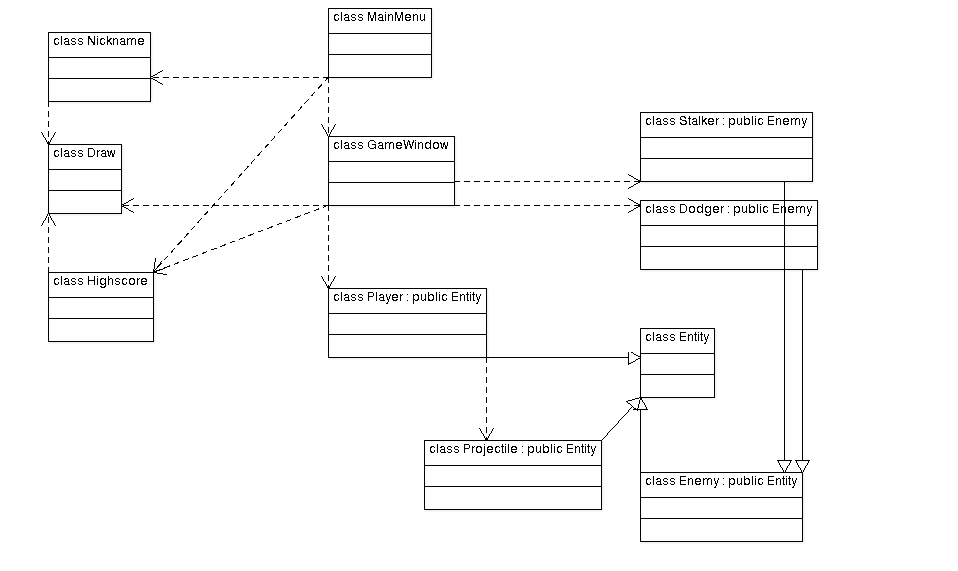 class MainMenu
class Nickname
class Stalker : public Enemy
class GameWindow
class Draw
class Dodger : public Enemy
class Highscore
class Player : public Entity
class Entity
class Projectile : public Entity
class Enemy : public Entity